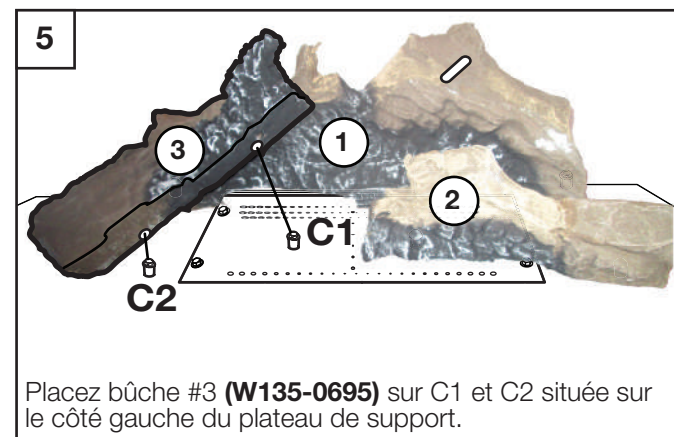 5
3
1
2
C1
C2
Placez bûche #3 (W135-0695) sur C1 et C2 située sur
le côté gauche du plateau de support.